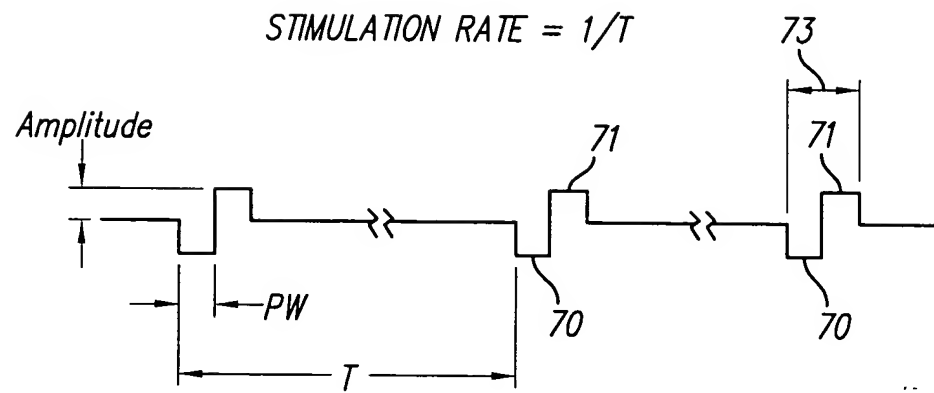 STIMULATION RATE = 1/T
73
Amplitude
71
71
PW
70
70
T